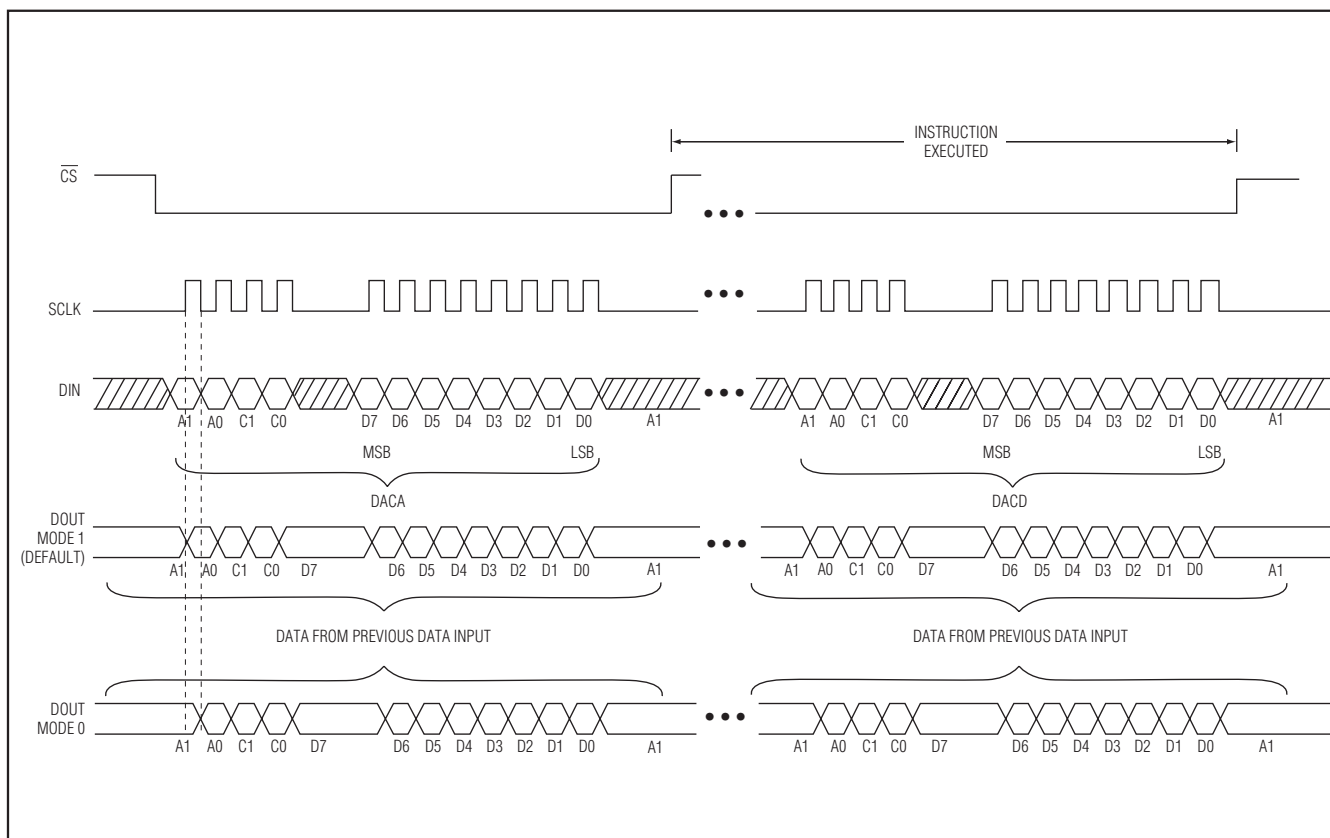 INSTRUCTION
EXECUTED
CS
SCLK
DIN
A1 A0 C1 C0 D7 D6 D5 D4 D3 D2 D1 D0 A1 A1 A0 C1 C0 D7 D6 D5 D4 D3 D2 D1 D0 A1
MSB LSB MSB LSB
DACA DACD
DOUT
MODE 1
(DEFAULT)
A1 A0 C1 C0 D7 D6 D5 D4 D3 D2 D1 D0 A1 A1 A0 C1 C0 D7 D6 D5 D4 D3 D2 D1 D0 A1
DATA FROM PREVIOUS DATA INPUT DATA FROM PREVIOUS DATA INPUT
DOUT
MODE 0
A1 A0 C1 C0 D7 D6 D5 D4 D3 D2 D1 D0 A1 A1 A0 C1 C0 D7 D6 D5 D4 D3 D2 D1 D0 A1